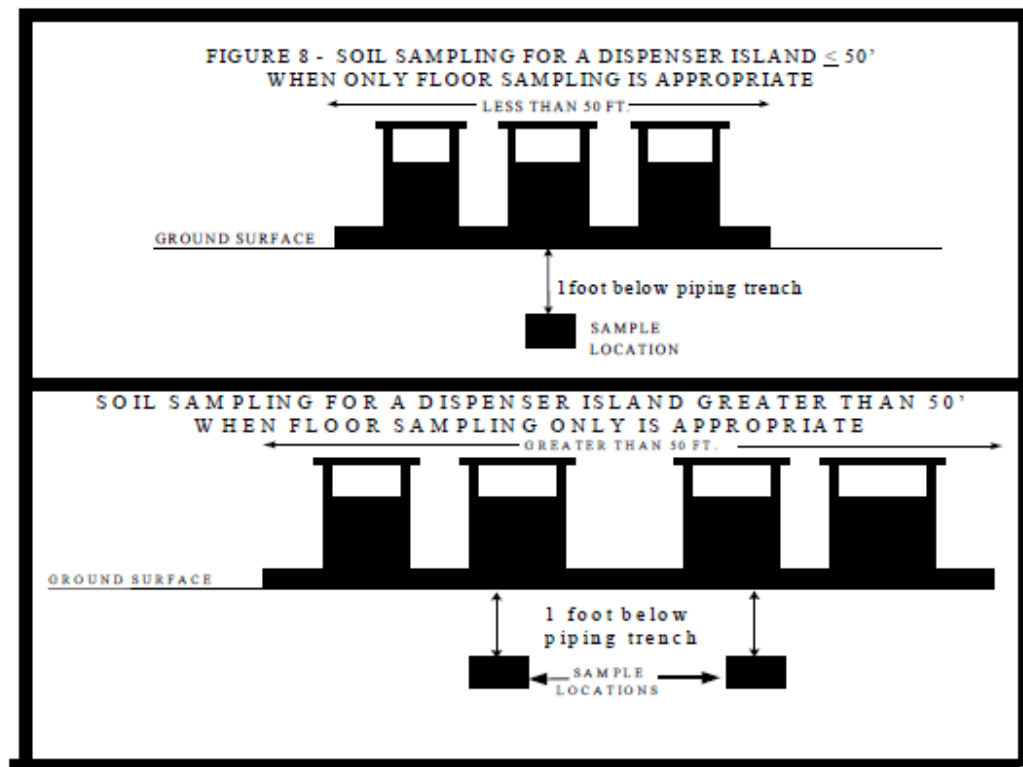 FIGURE 8 - SOIL SAMPLING FOR A DISPENSER ISLAND ≤ 50'
WHEN ONLY FLOOR SAMPLING IS APPROPRIATE
LESS THAN 50 FT.
GROUND SURFACE
1foot below piping trench
SAMPLE
LOCATION
SOIL SAMPLING FOR A DISPENSER ISLAND GREATER THAN 50'
WHEN FLOOR SAMPLING ONLY IS APPROPRIATE
GREATER THAN 50 FT.
GROUND SURFACE
1 foot below
piping trench
SAMPLE
LOCATIONS